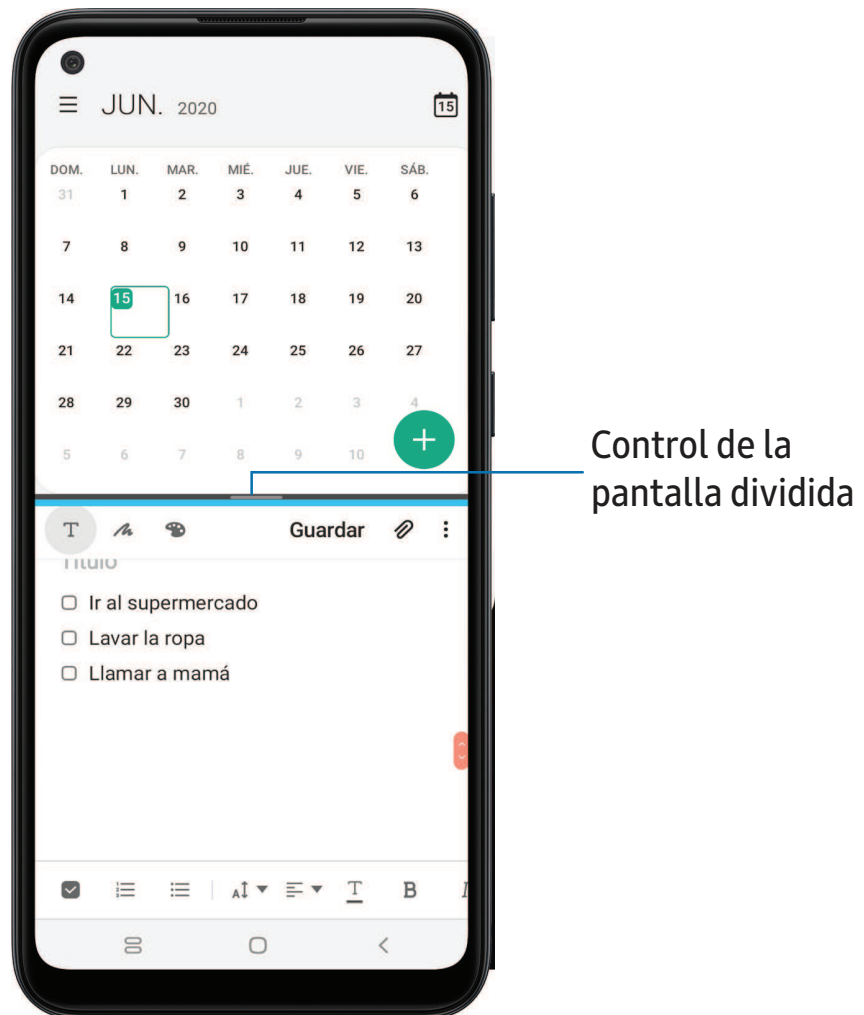 JUN. 2020
15
DOM. LUN. MAR. MIÉ. JUE. VIE. SÁB.
31 1 2 3 4 5 6
7 8 9 10 11 12 13
14 15 16 17 18 19 20
21 22 23 24 25 26 27
28 29 30 1 2 3 4
5 6 7 8 9 10
Control de la
pantalla dividida
T Guardar
Título
Ir al supermercado
Lavar la ropa
Llamar a mamá
A T B I